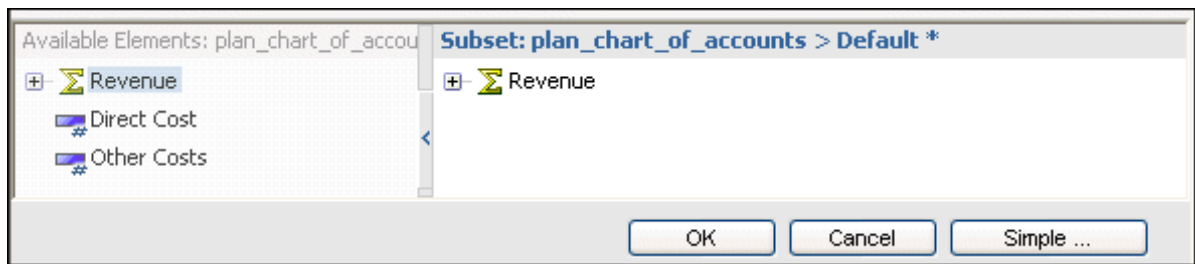 Available Elements: plan_chart_of_accou
Subset: plan_chart_of_accounts > Default *
Revenue
Direct Cost
Other Costs
Revenue
OK
Cancel
Simple ...